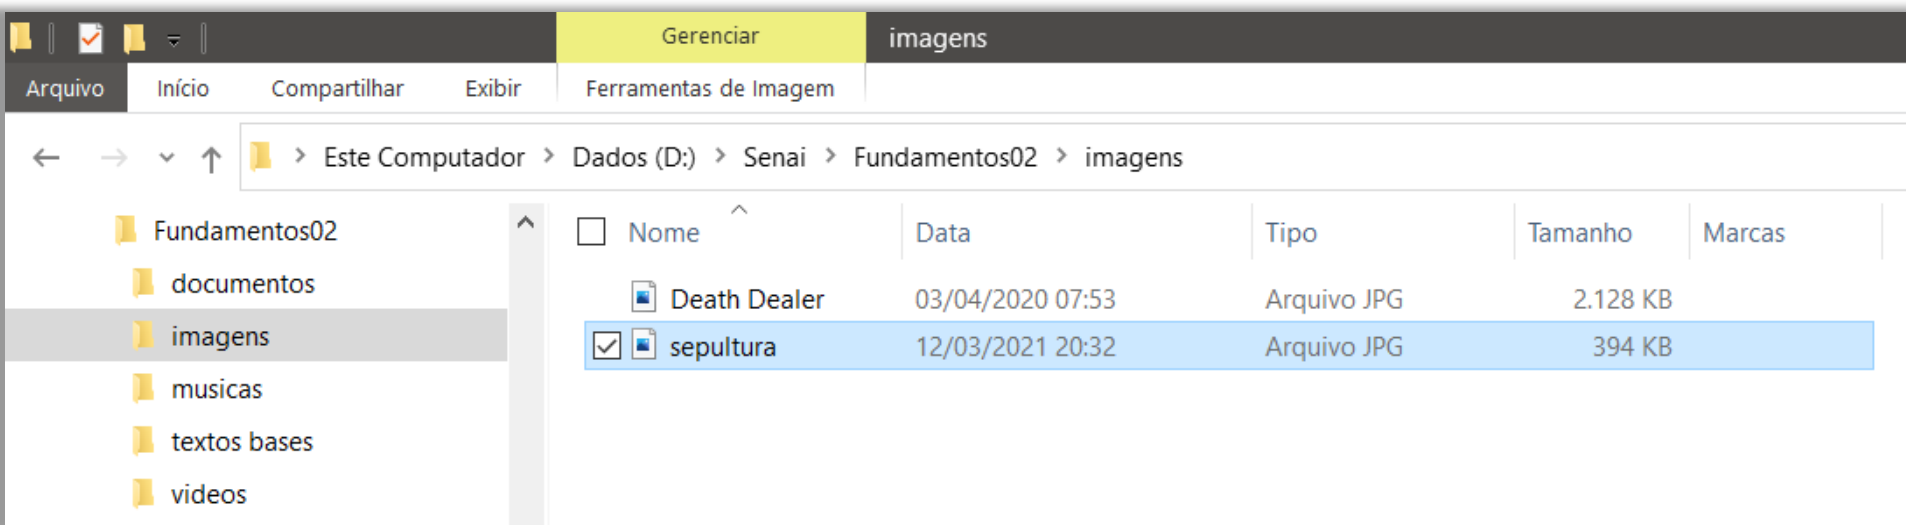 Gerenciar imagens
Arquivo Início Compartilhar Exibir Ferramentas de Imagem
Este Computador > Dados (D:) > Senai > Fundamentos02 > imagens
Fundamentos02
documentos
imagens
musicas
textos bases
videos
Nome Data Tipo Tamanho Marcas
Death Dealer 03/04/2020 07:53 Arquivo JPG 2.128 KB
sepultura 12/03/2021 20:32 Arquivo JPG 394 KB